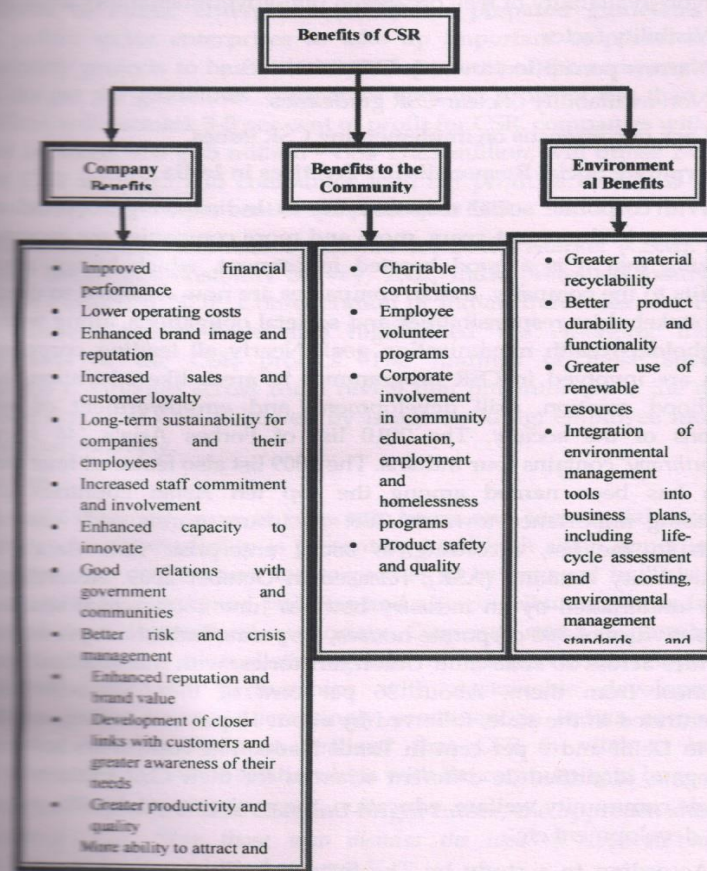 Benefits of CSR
Company
Benefits
Benefits to the
Community
Environment
al Benefits
• Improved financial
performance
• Lower operating costs
• Enhanced brand image and
reputation
• Increased sales and
customer loyalty
• Long-term sustainability for
companies and their
employees
• Increased staff commitment
and involvement
• Enhanced capacity to
innovate
• Good relations with
government and
communities
• Better risk and crisis
management
• Enhanced reputation and
brand value
• Development of closer
links with customers and
greater awareness of their
needs
• Greater productivity and
quality
More ability to attract and
• Charitable
contributions
• Employee
volunteer
programs
• Corporate
involvement
in community
education,
employment
and
homelessness
programs
• Product safety
and quality
• Greater material
recyclability
• Better product
durability and
functionality
• Greater use of
renewable
resources
• Integration of
environmental
management
tools into
business plans,
including life-
cycle assessment
and costing,
environmental
management
standards and